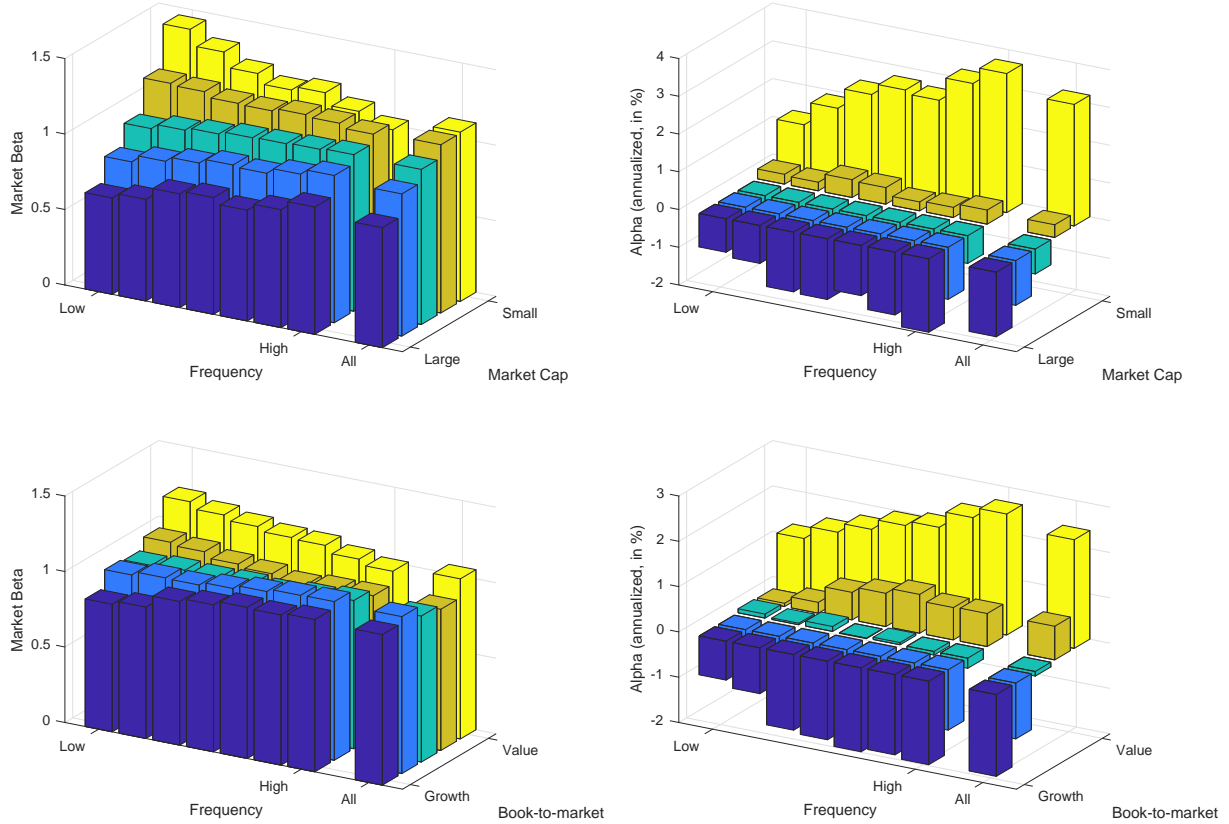 1.5
1
0.5
0
Market Beta
Low
High
All
Frequency
Small
Large
Market Cap
4
3
2
1
0
-1
-2
Alpha (annualized, in %)
Low
High
All
Frequency
Small
Large
Market Cap
1.5
1
0.5
0
Market Beta
Low
High
All
Frequency
Value
Growth
Book-to-market
3
2
1
0
-1
-2
Alpha (annualized, in %)
Low
High
All
Frequency
Value
Growth
Book-to-market